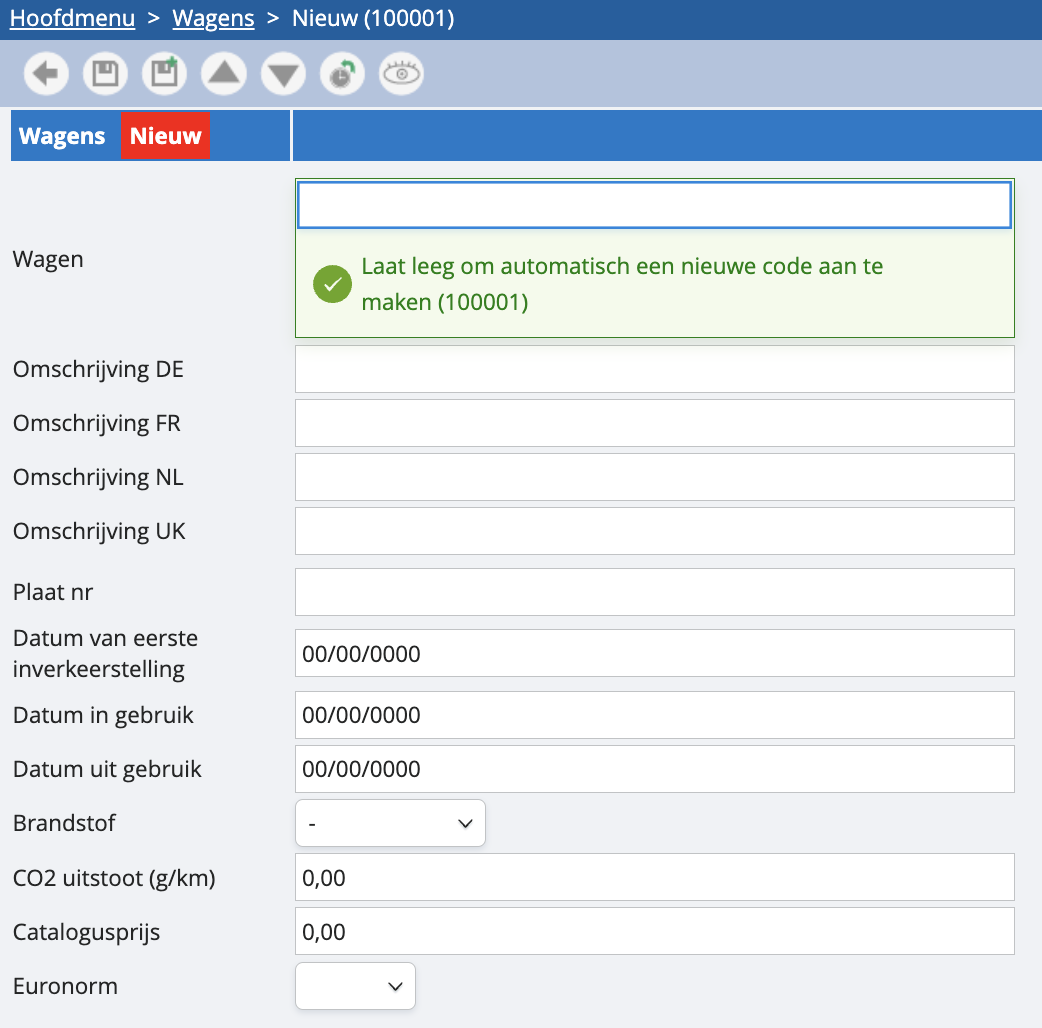 Hoofdmenu > Wagens > Nieuw (100001)
Wagens Nieuw
Wagen
Laat leeg om automatisch een nieuwe code aan te
maken (100001)
Omschrijving DE
Omschrijving FR
Omschrijving NL
Omschrijving UK
Plaat nr
Datum van eerste
inverkeerstelling
00/00/0000
Datum in gebruik
00/00/0000
Datum uit gebruik
00/00/0000
Brandstof
-
CO2 uitstoot (g/km)
0,00
Catalogusprijs
0,00
Euronorm